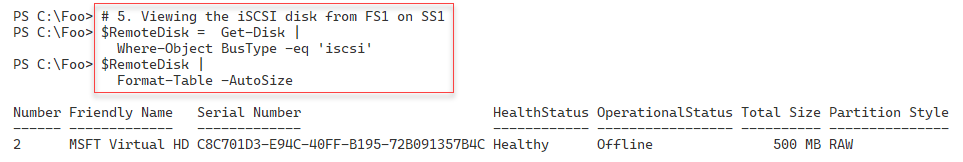 PS C:\Foo> # 5. Viewing the iSCSI disk from FS1 on SS1
PS C:\Foo> $RemoteDisk =  Get-Disk |
             Where-Object BusType -eq 'iscsi'
PS C:\Foo> $RemoteDisk |
             Format-Table -AutoSize
Number Friendly Name   Serial Number                        HealthStatus OperationalStatus Total Size Partition Style
------ -------------   -------------                        ------------ ----------------- ---------- ---------------
2      MSFT Virtual HD C8C701D3-E94C-40FF-B195-72B091357B4C Healthy      Offline               500 MB RAW